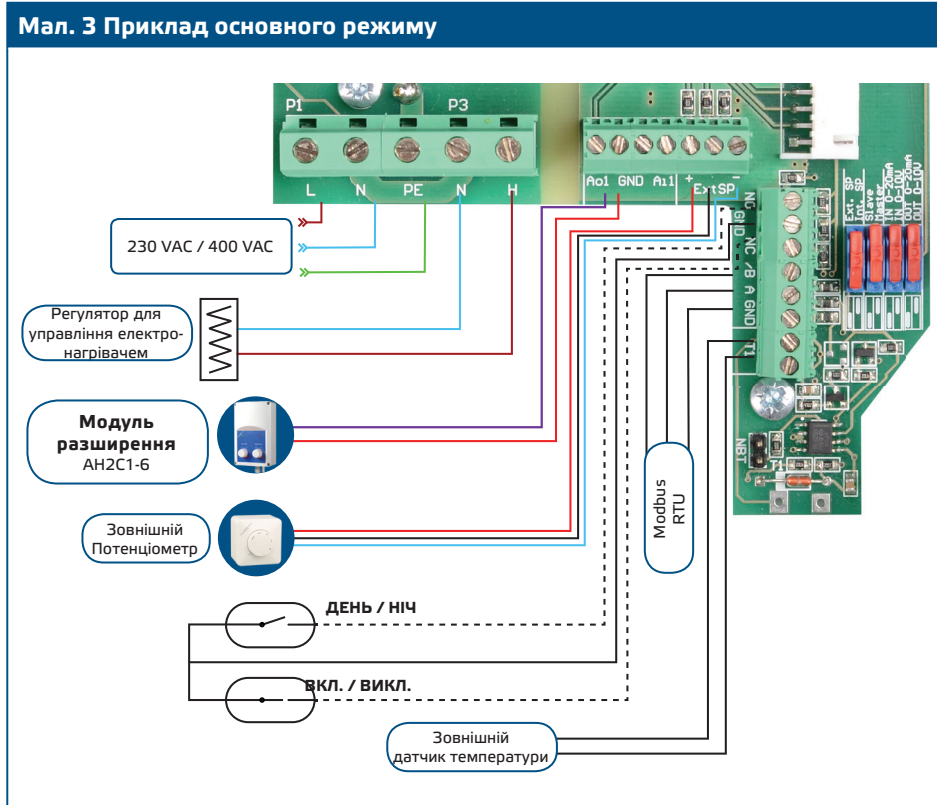 Мал. 3 Приклад основного режиму
P1
P3
L
N
PE
N
H
Ao1 GND Ai1
+
ExtSP
-
NO
GND
NC
/B
A
GND
T1
Ext. SP
Int. SP
Slave
Master
IN 0-20mA
IN 0-10V
OUT 0-20mA
OUT 0-10V
NBT
T1
230 VAC / 400 VAC
Регулятор для
управління електро-
нагрівачем
Модуль
разширення
AH2C1-6
Зовнішній
Потенціометр
Modbus
RTU
ДЕНЬ / НІЧ
ВКЛ. / ВИКЛ.
Зовнішній
датчик температури